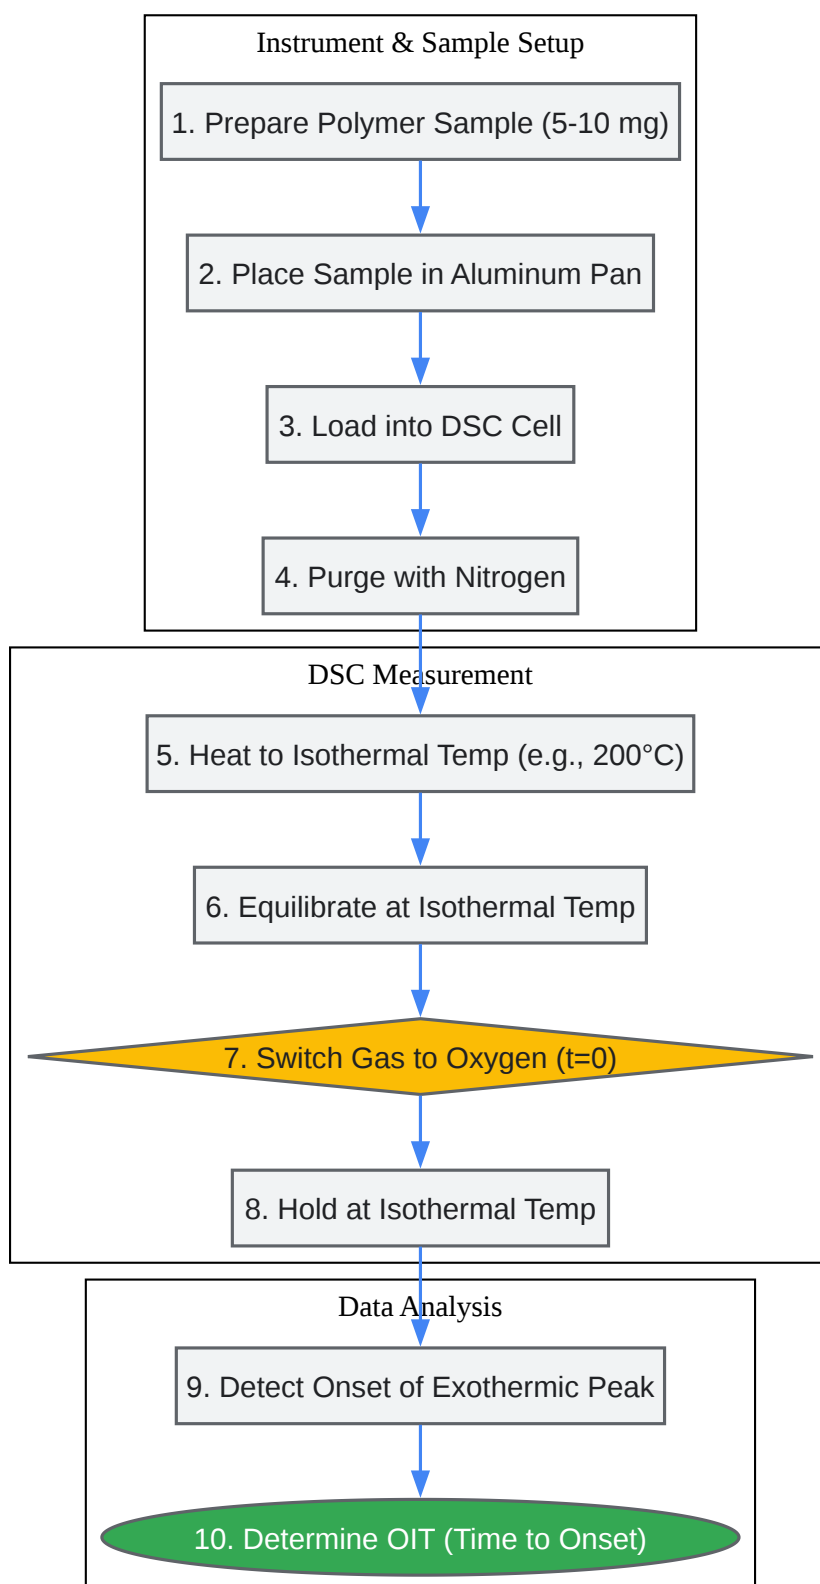 Instrument & Sample Setup
1. Prepare Polymer Sample (5-10 mg)
2. Place Sample in Aluminum Pan
3. Load into DSC Cell
4. Purge with Nitrogen
DSC Measurement
5. Heat to Isothermal Temp (e.g., 200°C)
6. Equilibrate at Isothermal Temp
7. Switch Gas to Oxygen (t=0)
8. Hold at Isothermal Temp
Data Analysis
9. Detect Onset of Exothermic Peak
10. Determine OIT (Time to Onset)